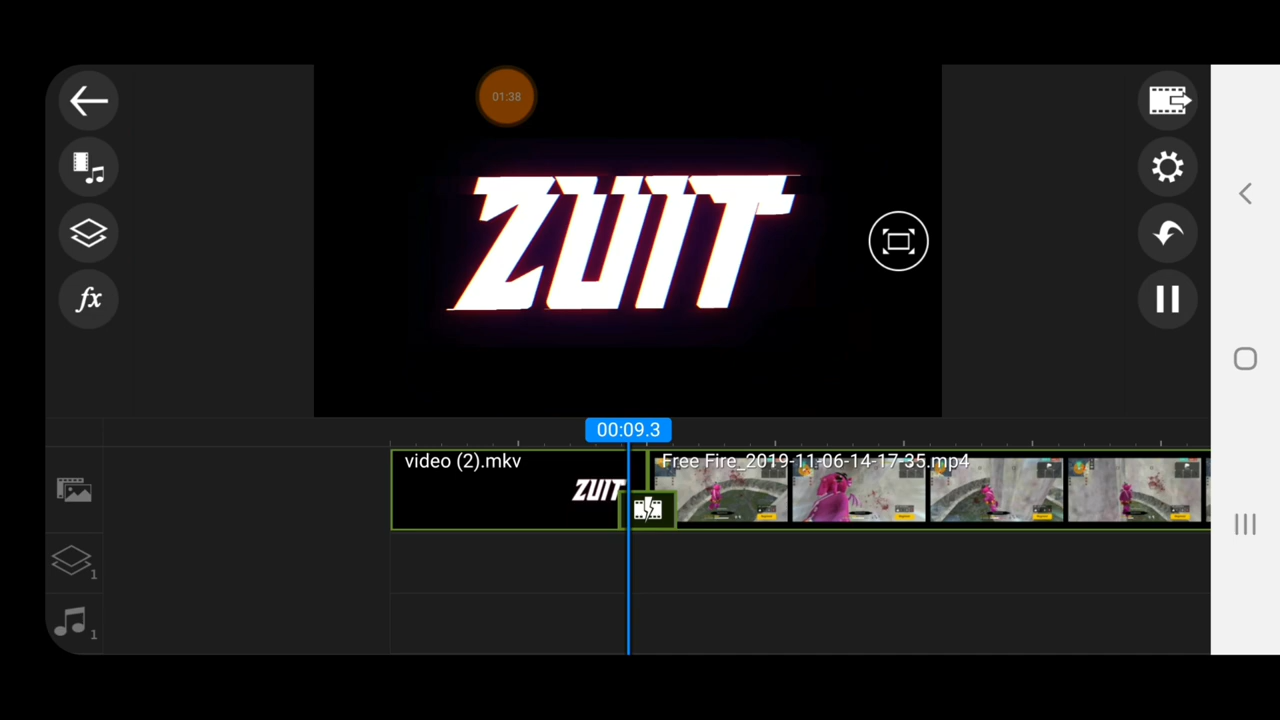 01:38
ZUIT
fx
00:09.3
video (2).mkv
Free Fire_2019-11-06-14-17-35.mp4
ZUIT
1
1